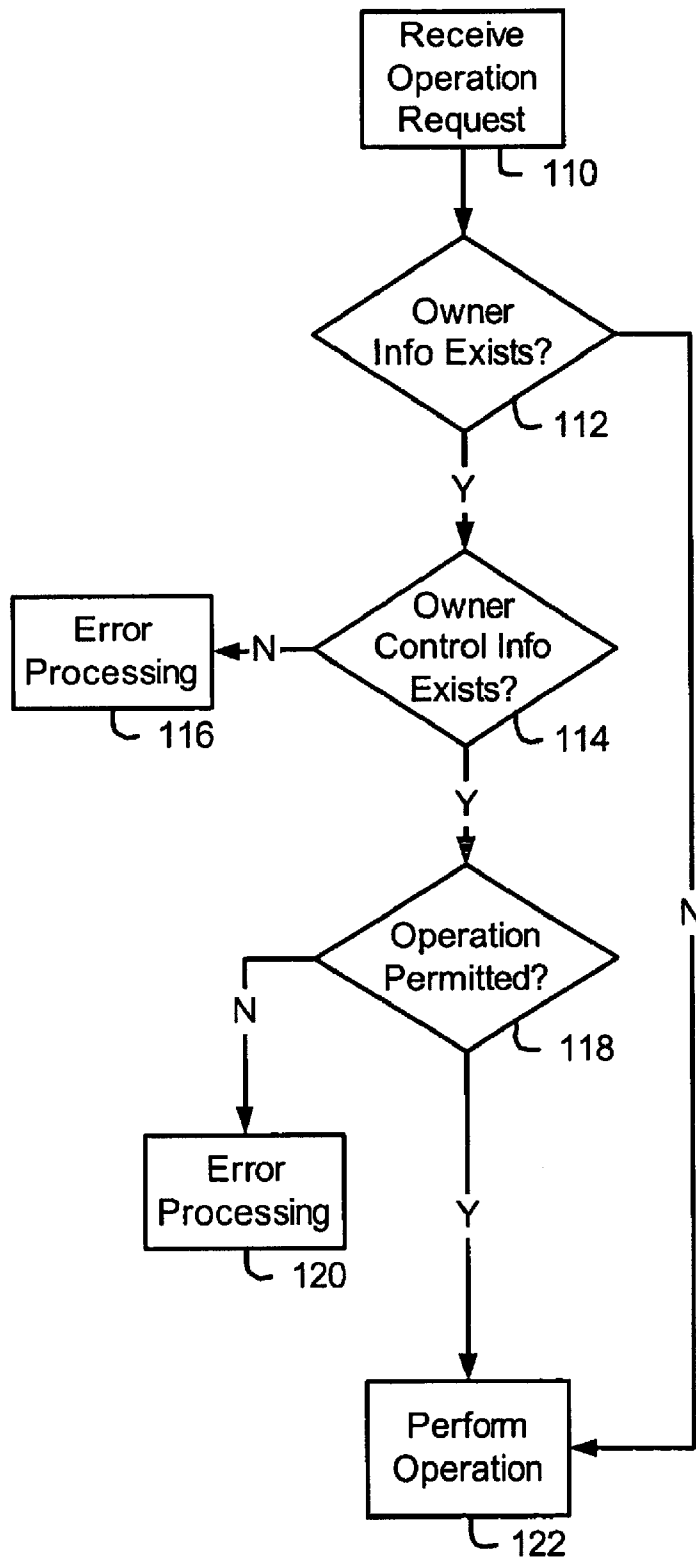 Receive
Operation
Request
110
Owner
Info Exists?
112
Y
N
Owner
Control Info
Exists?
114
N
Error
Processing
116
Y
Operation
Permitted?
118
N
Error
Processing
120
Y
Perform
Operation
122